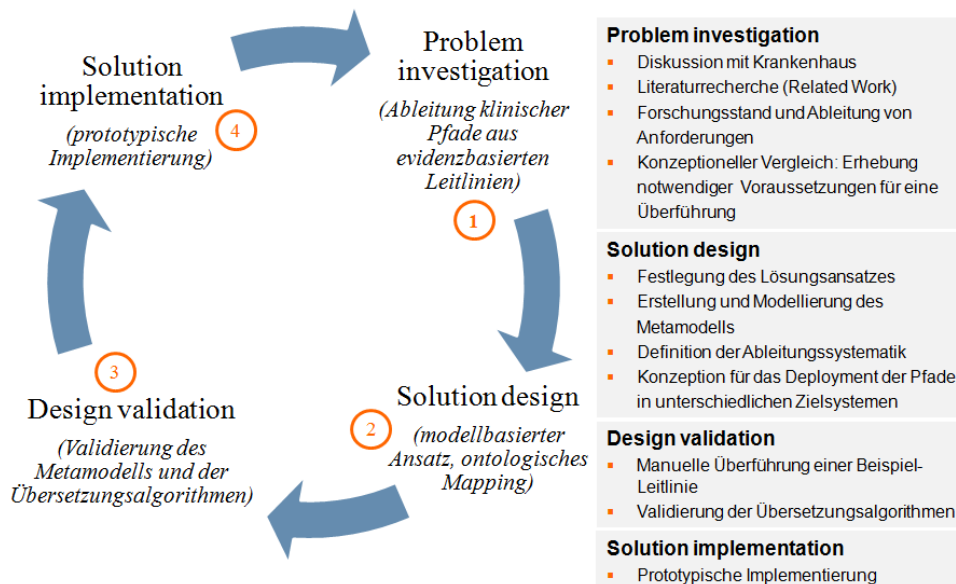 Problem
investigation
(Ableitung klinischer
Pfade aus
evidenzbasierten
Leitlinien)
1
Solution design
2
(modellbasierter
Ansatz, ontologisches
Mapping)
3
Design validation
(Validierung des
Metamodells und der
Übersetzungsalgorithmen)
Solution
implementation
(prototypische
Implementierung)
4
Problem investigation
Diskussion mit Krankenhaus
Literaturrecherche (Related Work)
Forschungsstand und Ableitung von
Anforderungen
Konzeptioneller Vergleich: Erhebung
notwendiger Voraussetzungen für eine
Überführung
Solution design
Festlegung des Lösungsansatzes
Erstellung und Modellierung des
Metamodells
Definition der Ableitungssystematik
Konzeption für das Deployment der Pfade
in unterschiedlichen Zielsystemen
Design validation
Manuelle Überführung einer Beispiel-
Leitlinie
Validierung der Übersetzungsalgorithmen
Solution implementation
Prototypische Implementierung